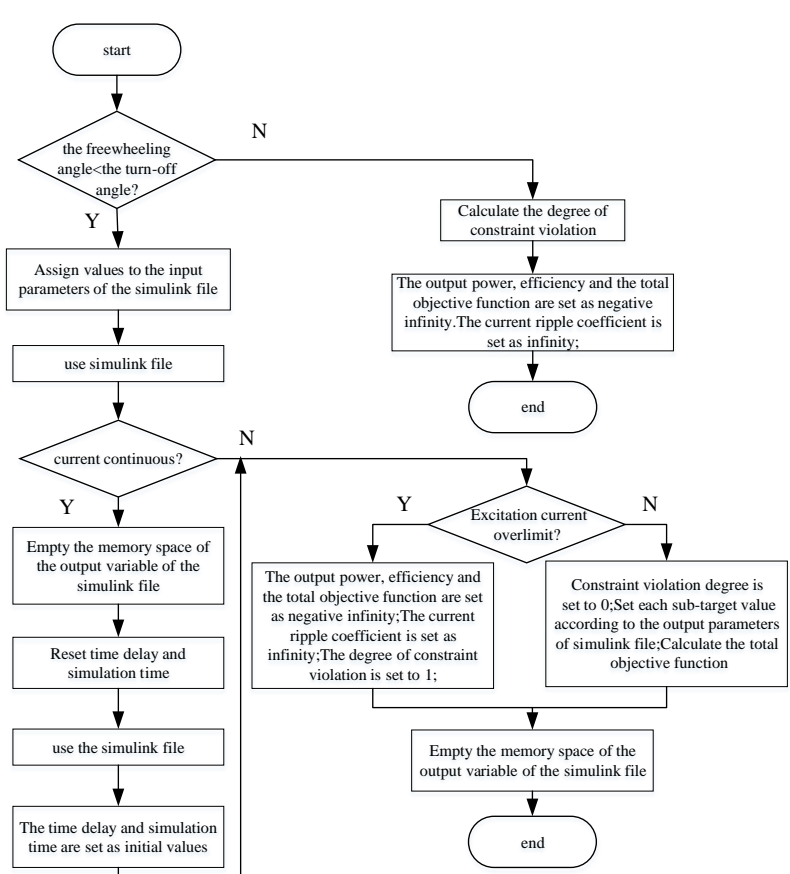 start
the freewheeling
angle<the turn-off
angle?
N
Y
Calculate the degree of
constraint violation
The output power, efficiency and the total
objective function are set as negative
infinity.The current ripple coefficient is
set as infinity;
end
Assign values to the input
parameters of the simulink file
use simulink file
current continuous?
N
Y
Empty the memory space of
the output variable of the
simulink file
Reset time delay and
simulation time
use the simulink file
The time delay and simulation
time are set as initial values
Excitation current
overlimit?
Y
N
The output power, efficiency and
the total objective function are set
as negative infinity;The current
ripple coefficient is set as
infinity;The degree of constraint
violation is set to 1;
Constraint violation degree is
set to 0;Set each sub-target value
according to the output parameters
of simulink file;Calculate the total
objective function
Empty the memory space of the
output variable of the simulink file
end